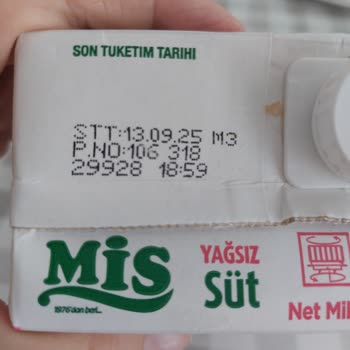 SON TUKETIM TARIHI
STT:13.09.25 M3
P.NO:106 318
29928 18:59
Mis
1976'dan beri...
YAĞSIZ
Süt
Net Mi